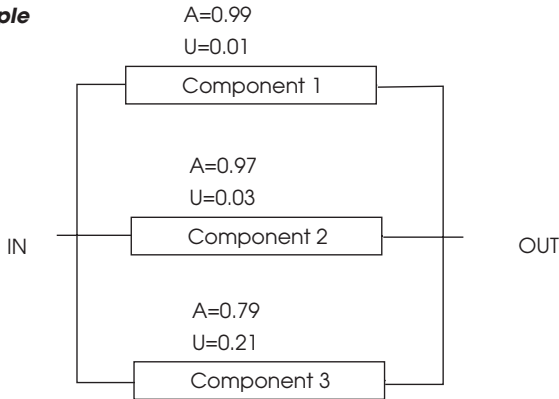 A=0.99
U=0.01
Component 1
A=0.97
U=0.03
IN
Component 2
OUT
A=0.79
U=0.21
Component 3